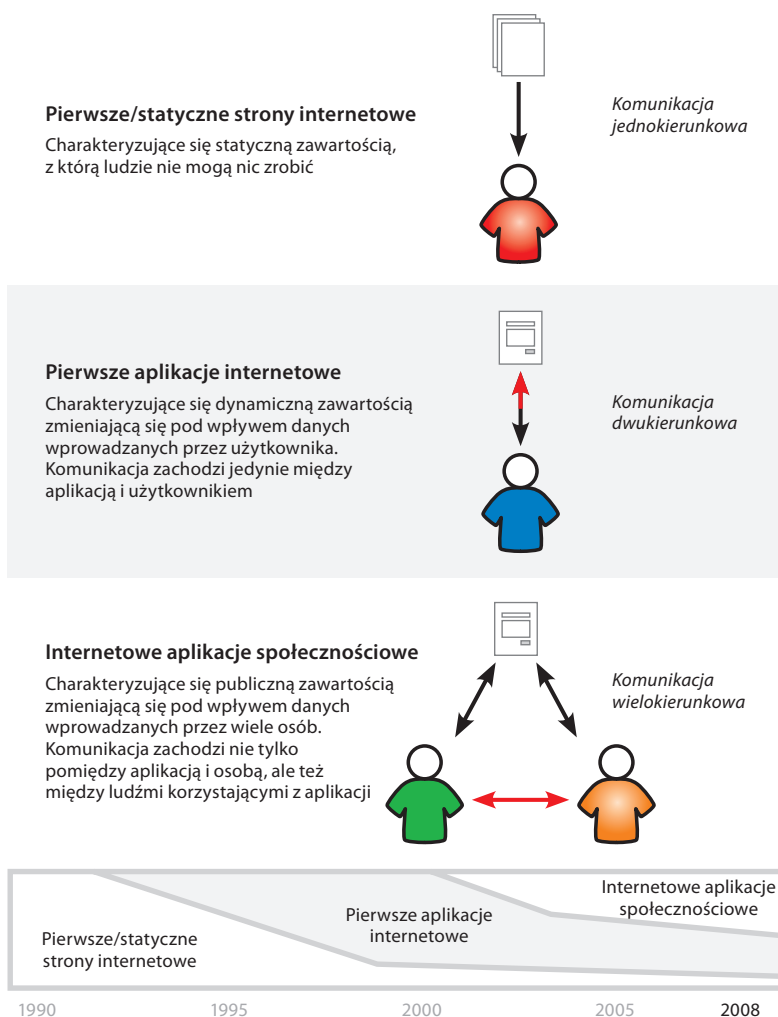 Pierwsze/statyczne strony internetowe
Charakteryzujące się statyczną zawartością,
z którą ludzie nie mogą nic zrobić
Komunikacja
jednokierunkowa
Pierwsze aplikacje internetowe
Charakteryzujące się dynamiczną zawartością
zmieniającą się pod wpływem danych
wprowadzanych przez użytkownika.
Komunikacja zachodzi jedynie między
aplikacją i użytkownikiem
Komunikacja
dwukierunkowa
Internetowe aplikacje społecznościowe
Charakteryzujące się publiczną zawartością
zmieniającą się pod wpływem danych
wprowadzanych przez wiele osób.
Komunikacja zachodzi nie tylko
pomiędzy aplikacją i osobą, ale też
między ludźmi korzystającymi z aplikacji
Komunikacja
wielokierunkowa
Pierwsze/statyczne
strony internetowe
Pierwsze aplikacje
internetowe
Internetowe aplikacje
społecznościowe
1990 1995 2000 2005 2008